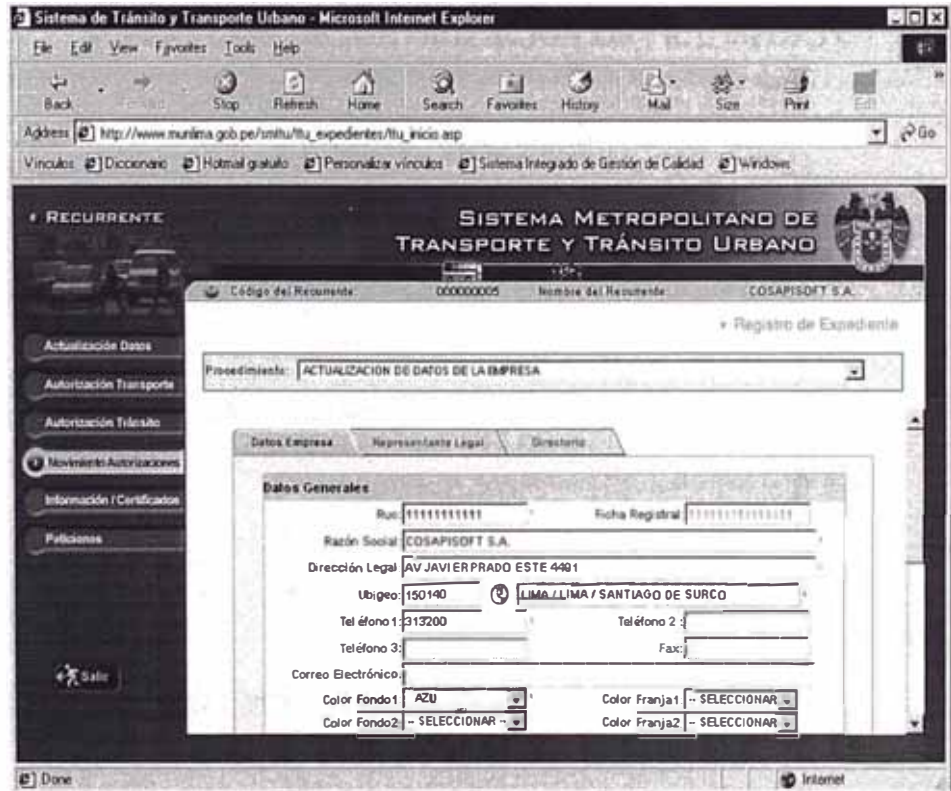 Sistema de Tránsito y Transporte Urbano - Microsoft Internet Explorer
File Edit View Favorites Tools Help
Back Stop Refresh Home Search Favorites History Mail Size Print Edit
Address http://www.munlima.gob.pe/smttu/ttu_expedientes/ttu_inicio.asp Go
Vínculos Diccionario Hotmail gratuito Personalizar vínculos Sistema Integrado de Gestión de Calidad Windows
RECURRENTE
SISTEMA METROPOLITANO DE
TRANSPORTE Y TRÁNSITO URBANO
Código del Recurrente: 000000005 Nombre del Recurrente: COSAPISOFT S.A.
Registro de Expediente
Actualización Datos
Autorización Transporte
Autorización Tránsito
Movimiento Autorizaciones
Información / Certificados
Peticiones
Salir
Procedimiento: ACTUALIZACION DE DATOS DE LA EMPRESA
Datos Empresa Representante Legal Directorio
Datos Generales
Ruc: 11111111111 Ficha Registral:
Razón Social: COSAPISOFT S.A.
Dirección Legal AV JAVIER PRADO ESTE 4491
Ubigeo: 150140 LIMA / LIMA / SANTIAGO DE SURCO
Teléfono 1: 313200 Teléfono 2 :
Teléfono 3: Fax:
Correo Electrónico:
Color Fondo1 AZU Color Franja1 -- SELECCIONAR --
Color Fondo2 -- SELECCIONAR -- Color Franja2 -- SELECCIONAR --
Done Internet